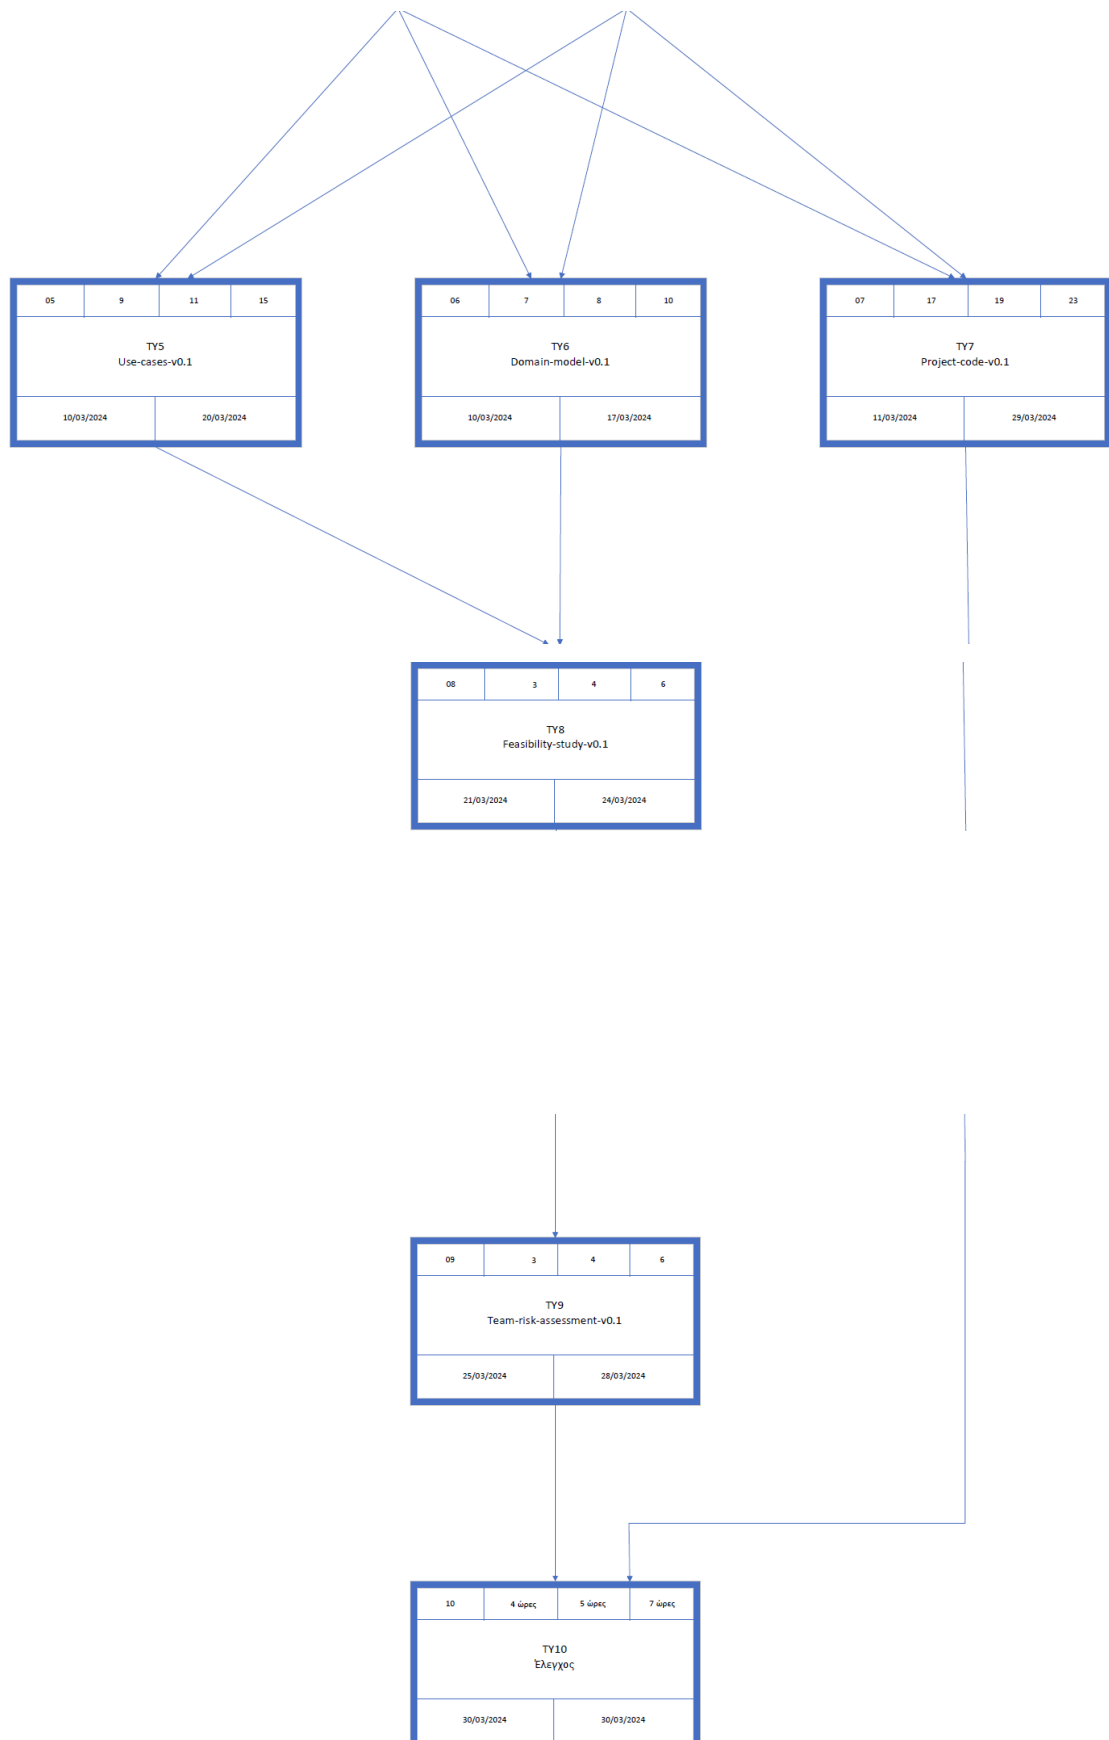 05 9 11 15
TY5
Use-cases-v0.1
10/03/2024 20/03/2024
06 7 8 10
TY6
Domain-model-v0.1
10/03/2024 17/03/2024
07 17 19 23
TY7
Project-code-v0.1
11/03/2024 29/03/2024
08 3 4 6
TY8
Feasibility-study-v0.1
21/03/2024 24/03/2024
09 3 4 6
TY9
Team-risk-assessment-v0.1
25/03/2024 28/03/2024
10 4 ώρες 5 ώρες 7 ώρες
TY10
Έλεγχος
30/03/2024 30/03/2024